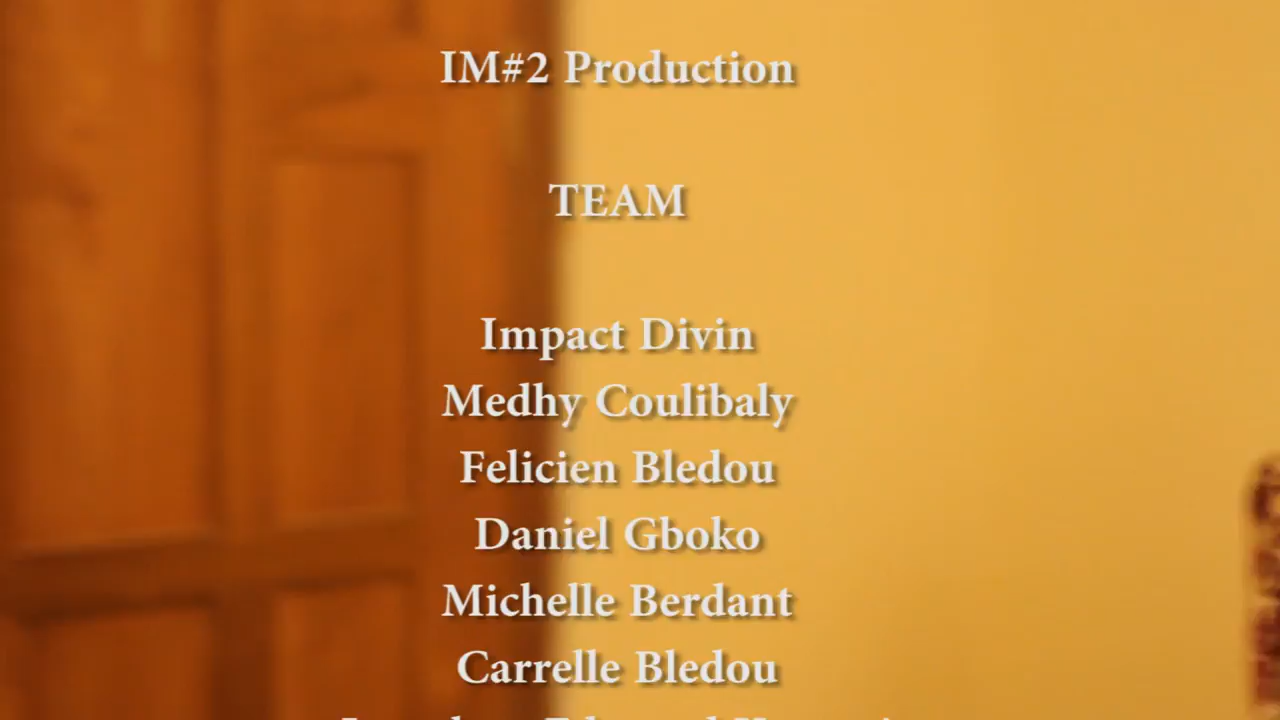 IM#2 Production
TEAM
Impact Divin
Medhy Coulibaly
Felicien Bledou
Daniel Gboko
Michelle Berdant
Carrelle Bledou